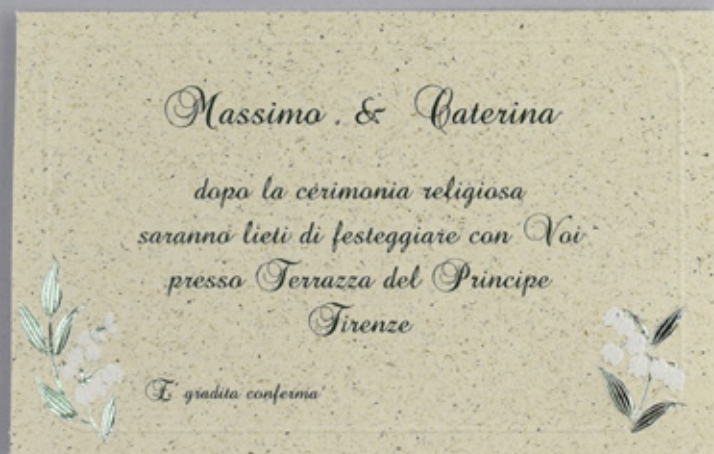 Massimo & Caterina
dopo la cerimonia religiosa
saranno lieti di festeggiare con Voi
presso Terrazza del Principe
Firenze
E' gradita conferma